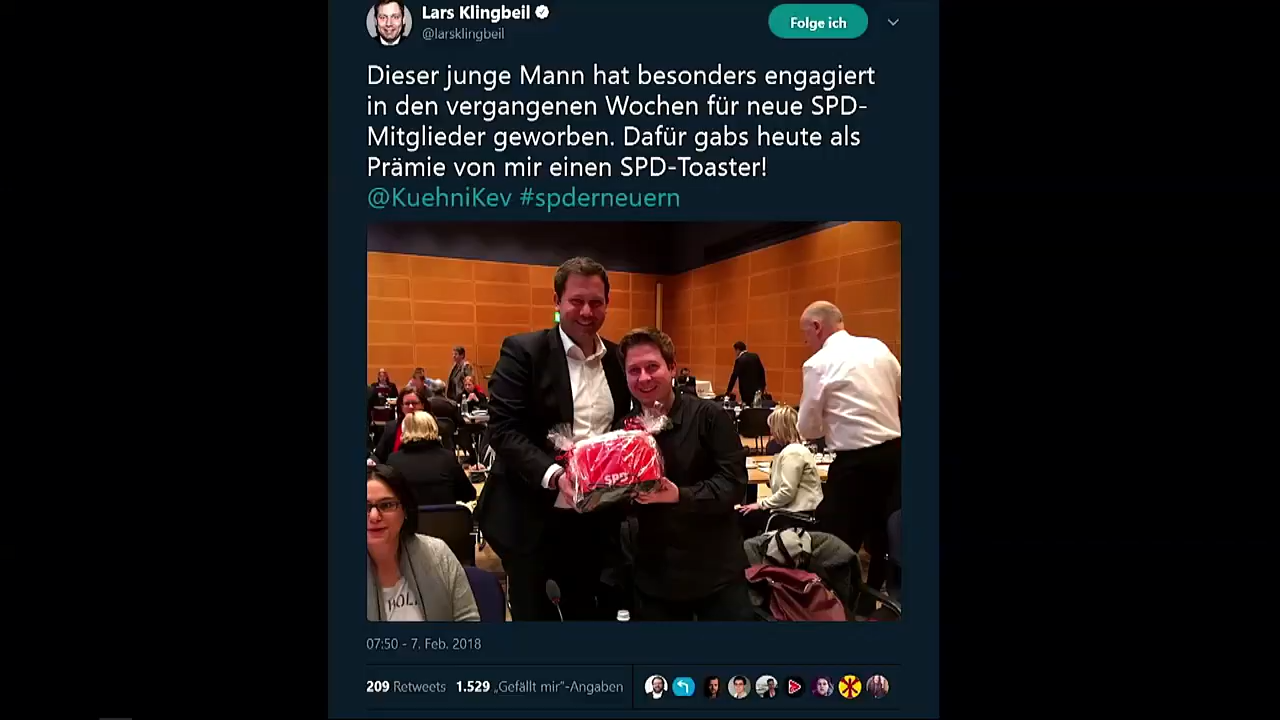 Lars Klingbeil
@larsklingbeil
Folge ich
Dieser junge Mann hat besonders engagiert
in den vergangenen Wochen für neue SPD-
Mitglieder geworben. Dafür gabs heute als
Prämie von mir einen SPD-Toaster!
@KuehniKev #spderneuern
SPD
07:50 - 7. Feb. 2018
209 Retweets 1.529 „Gefällt mir"-Angaben